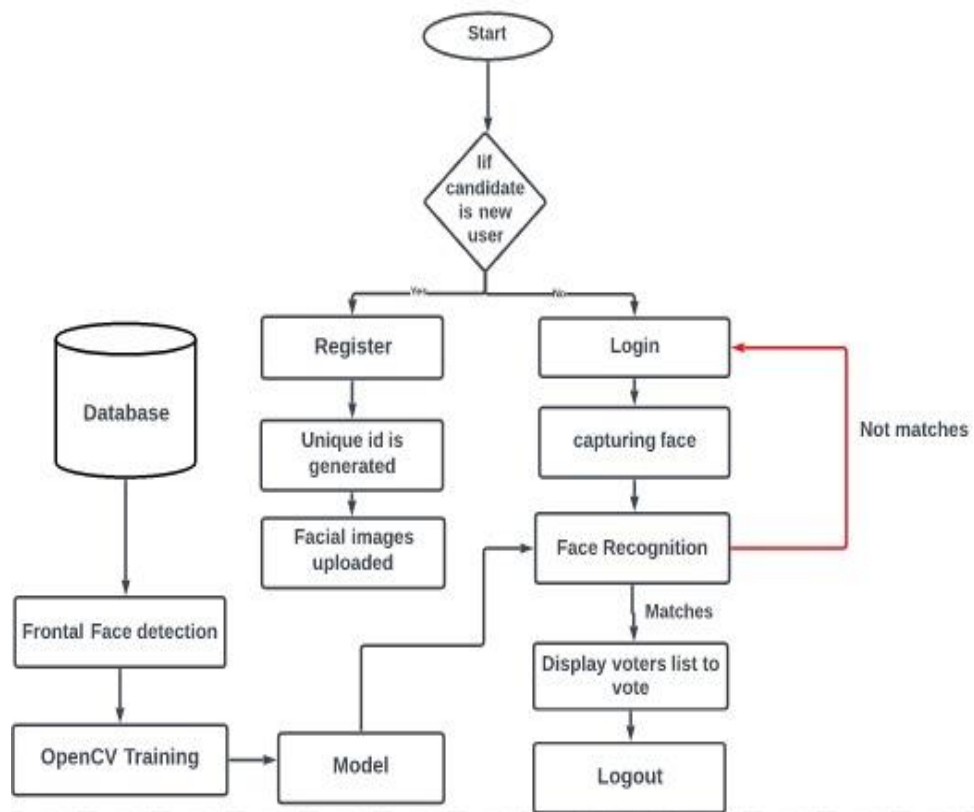 Start
Iif
candidate
is new
user
Yes
No
Register
Login
Database
Unique id is
generated
capturing face
Not matches
Facial images
uploaded
Face Recognition
Matches
Frontal Face detection
Display voters list to
vote
OpenCV Training
Model
Logout